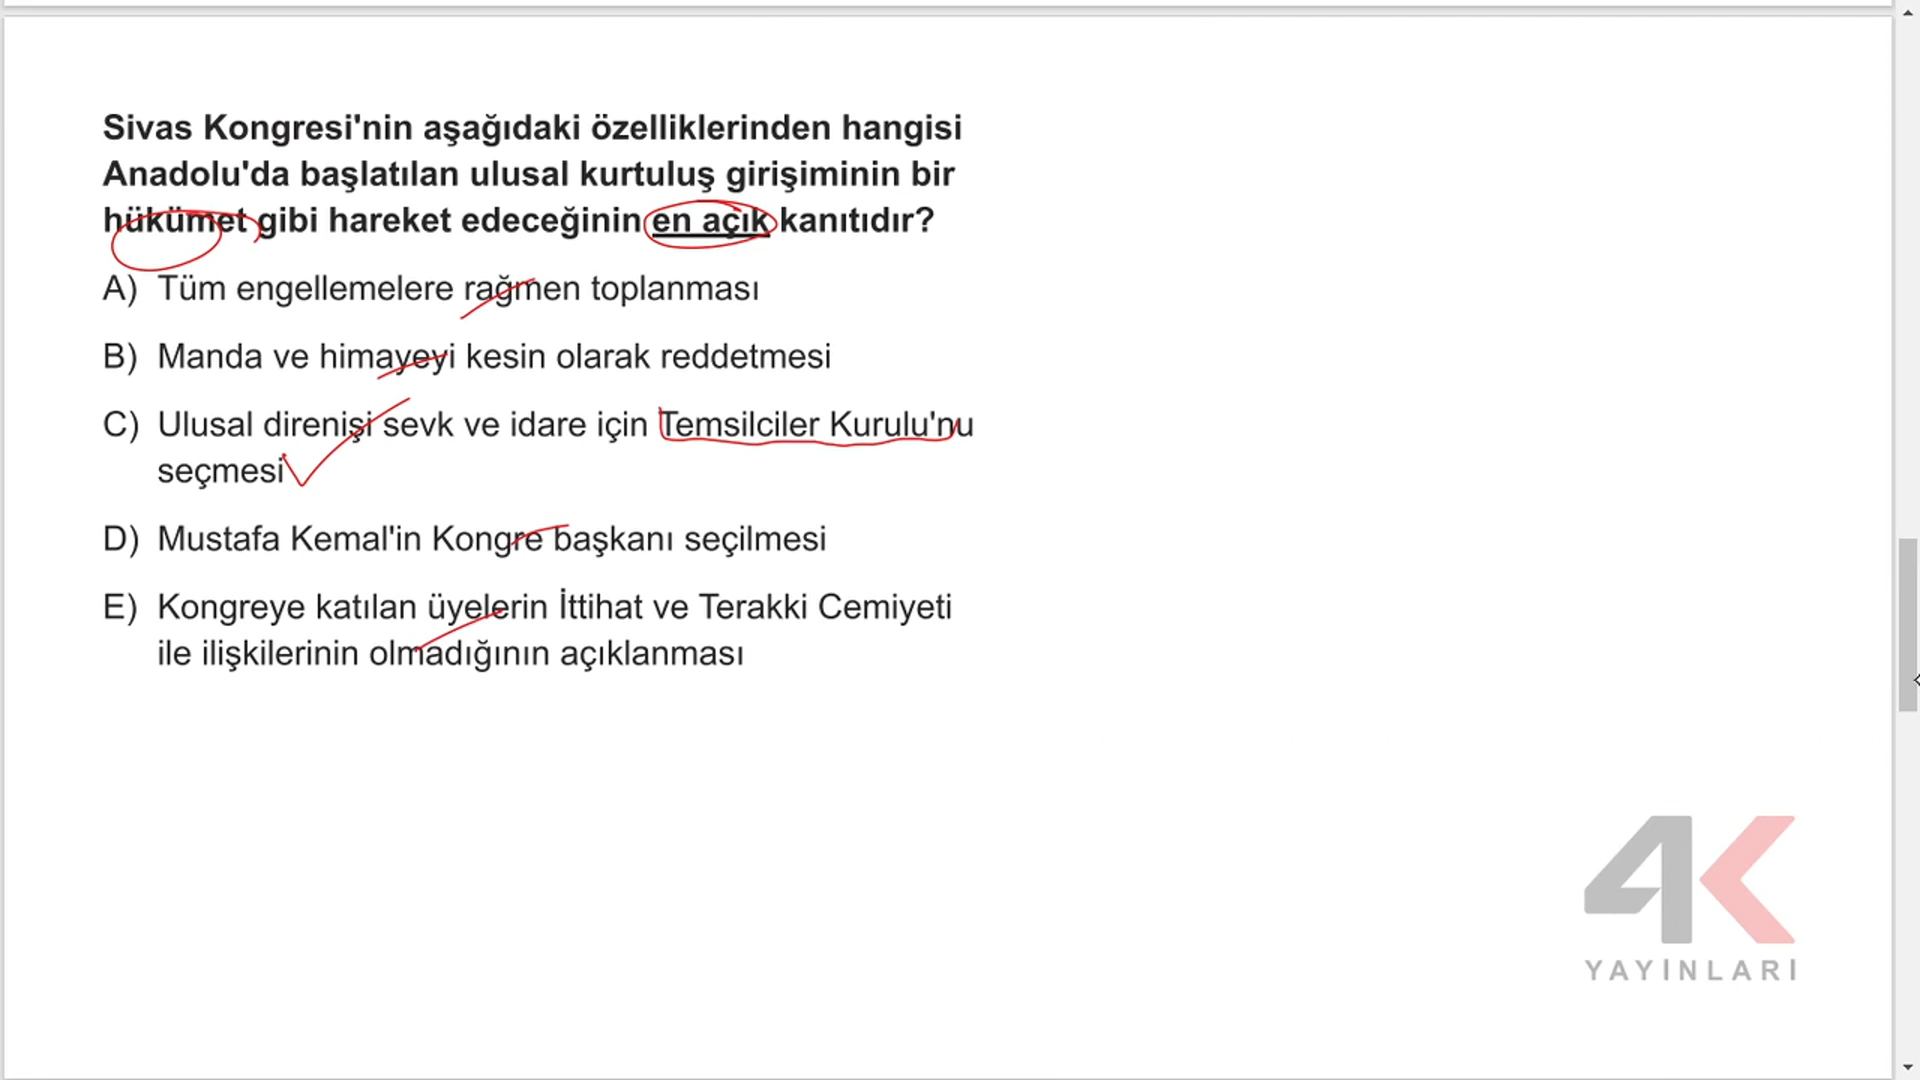 Sivas Kongresi'nin aşağıdaki özelliklerinden hangisi
Anadolu'da başlatılan ulusal kurtuluş girişiminin bir
hükümet gibi hareket edeceğinin en açık kanıtıdır?
A) Tüm engellemelere rağmen toplanması
B) Manda ve himayeyi kesin olarak reddetmesi
C) Ulusal direnişi sevk ve idare için Temsilciler Kurulu'nu
seçmesi
D) Mustafa Kemal'in Kongre başkanı seçilmesi
E) Kongreye katılan üyelerin İttihat ve Terakki Cemiyeti
ile ilişkilerinin olmadığının açıklanması
4K
YAYINLARI